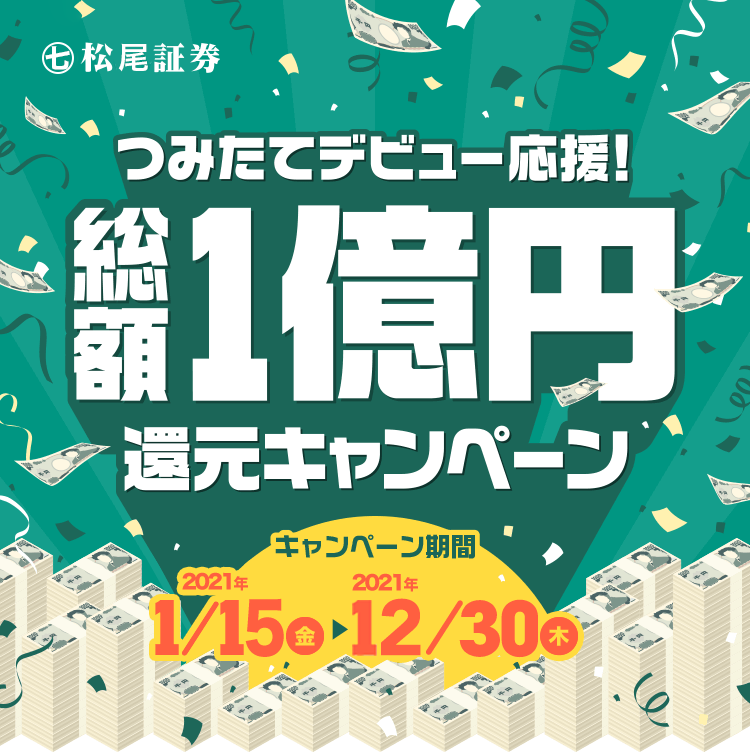 七 松尾証券
つみたてデビュー応援!
総額1億円
還元キャンペーン
キャンペーン期間
2021年 2021年
1/15金 ▶ 12/30木